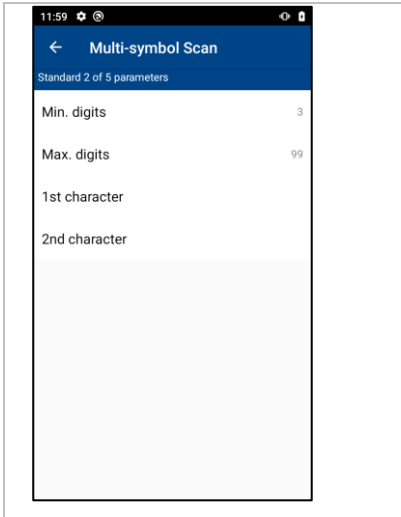 11:59
Multi-symbol Scan
Standard 2 of 5 parameters
Min. digits 3
Max. digits 99
1st character
2nd character